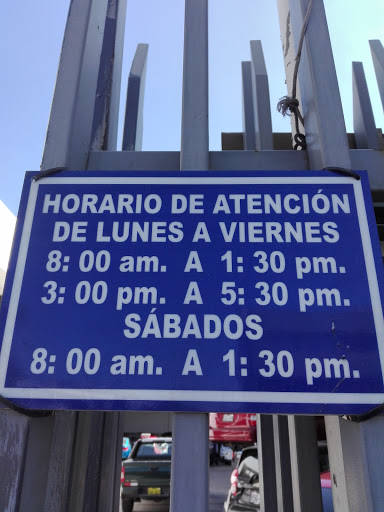 HORARIO DE ATENCIÓN
DE LUNES A VIERNES
8: 00 am. A 1: 30 pm.
3: 00 pm. A 5: 30 pm.
SÁBADOS
8: 00 am. A 1: 30 pm.